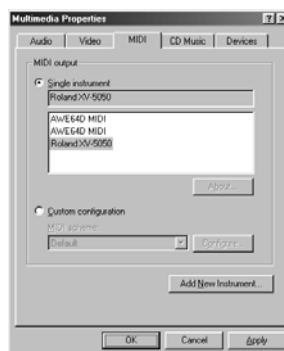 Multimedia Properties
Audio Video MIDI CD Music Devices
MIDI output
Single instrument
Roland XV-5050
AWE64D MIDI
AWE64D MIDI
Roland XV-5050
About...
Custom configuration
MIDI scheme:
Default Configure...
Add New Instrument...
OK Cancel Apply